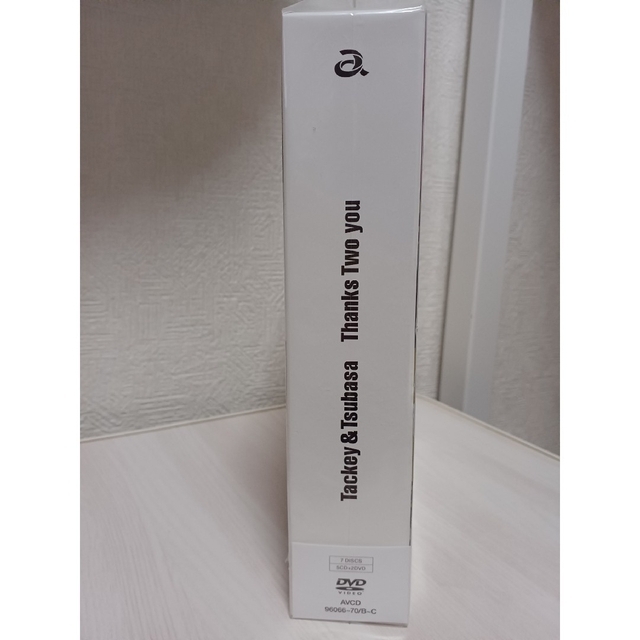 a
Tackey & Tsubasa Thanks Two you
7 DISCS
5CD+2DVD
DVD
VIDEO
AVCD
96066~70/B~C